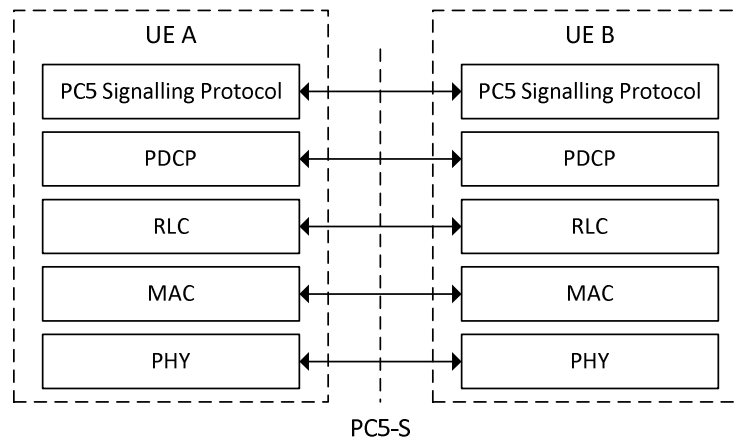 UE A
UE B
PC5 Signalling Protocol
PC5 Signalling Protocol
PDCP
PDCP
RLC
RLC
MAC
MAC
PHY
PHY
PC5-S